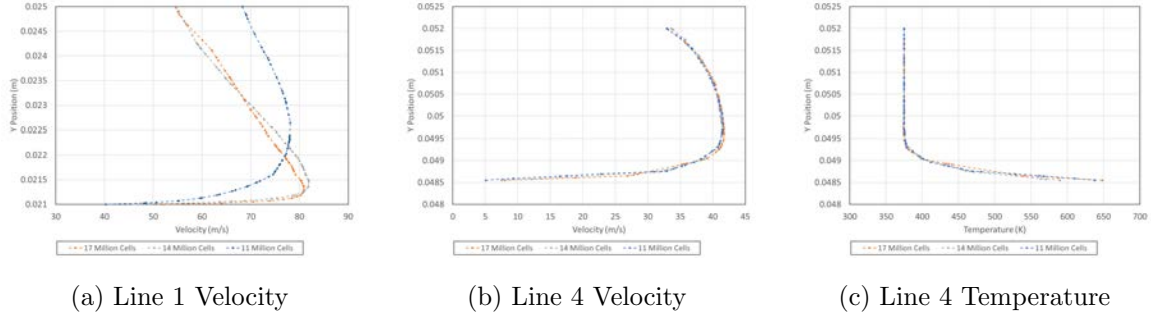 0.025
0.0245
0.024
0.0235
0.023
0.0225
0.022
0.0215
0.021
Y Position (m)
30 40 50 60 70 80 90
Velocity (m/s)
17 Million Cells 14 Million Cells 11 Million Cells
(a) Line 1 Velocity
0.0525
0.052
0.0515
0.051
0.0505
0.05
0.0495
0.049
0.0485
0.048
Y Position (m)
0 5 10 15 20 25 30 35 40 45
Velocity (m/s)
17 Million Cells 14 Million Cells 11 Million Cells
(b) Line 4 Velocity
0.0525
0.052
0.0515
0.051
0.0505
0.05
0.0495
0.049
0.0485
0.048
Y Position (m)
300 350 400 450 500 550 600 650 700
Temperature (K)
17 Million Cells 14 Million Cells 11 Million Cells
(c) Line 4 Temperature